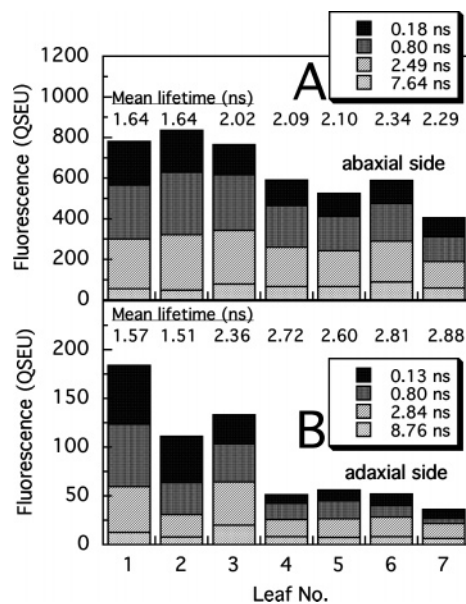 0.18 ns
0.80 ns
2.49 ns
7.64 ns
A
1200
1000
800
600
400
200
0
Fluorescence (QSEU)
Mean lifetime (ns)
1.64 1.64 2.02 2.09 2.10 2.34 2.29
abaxial side
Mean lifetime (ns)
1.57 1.51 2.36 2.72 2.60 2.81 2.88
200
150
100
50
0
Fluorescence (QSEU)
0.13 ns
0.80 ns
2.84 ns
8.76 ns
B
adaxial side
1 2 3 4 5 6 7
Leaf No.